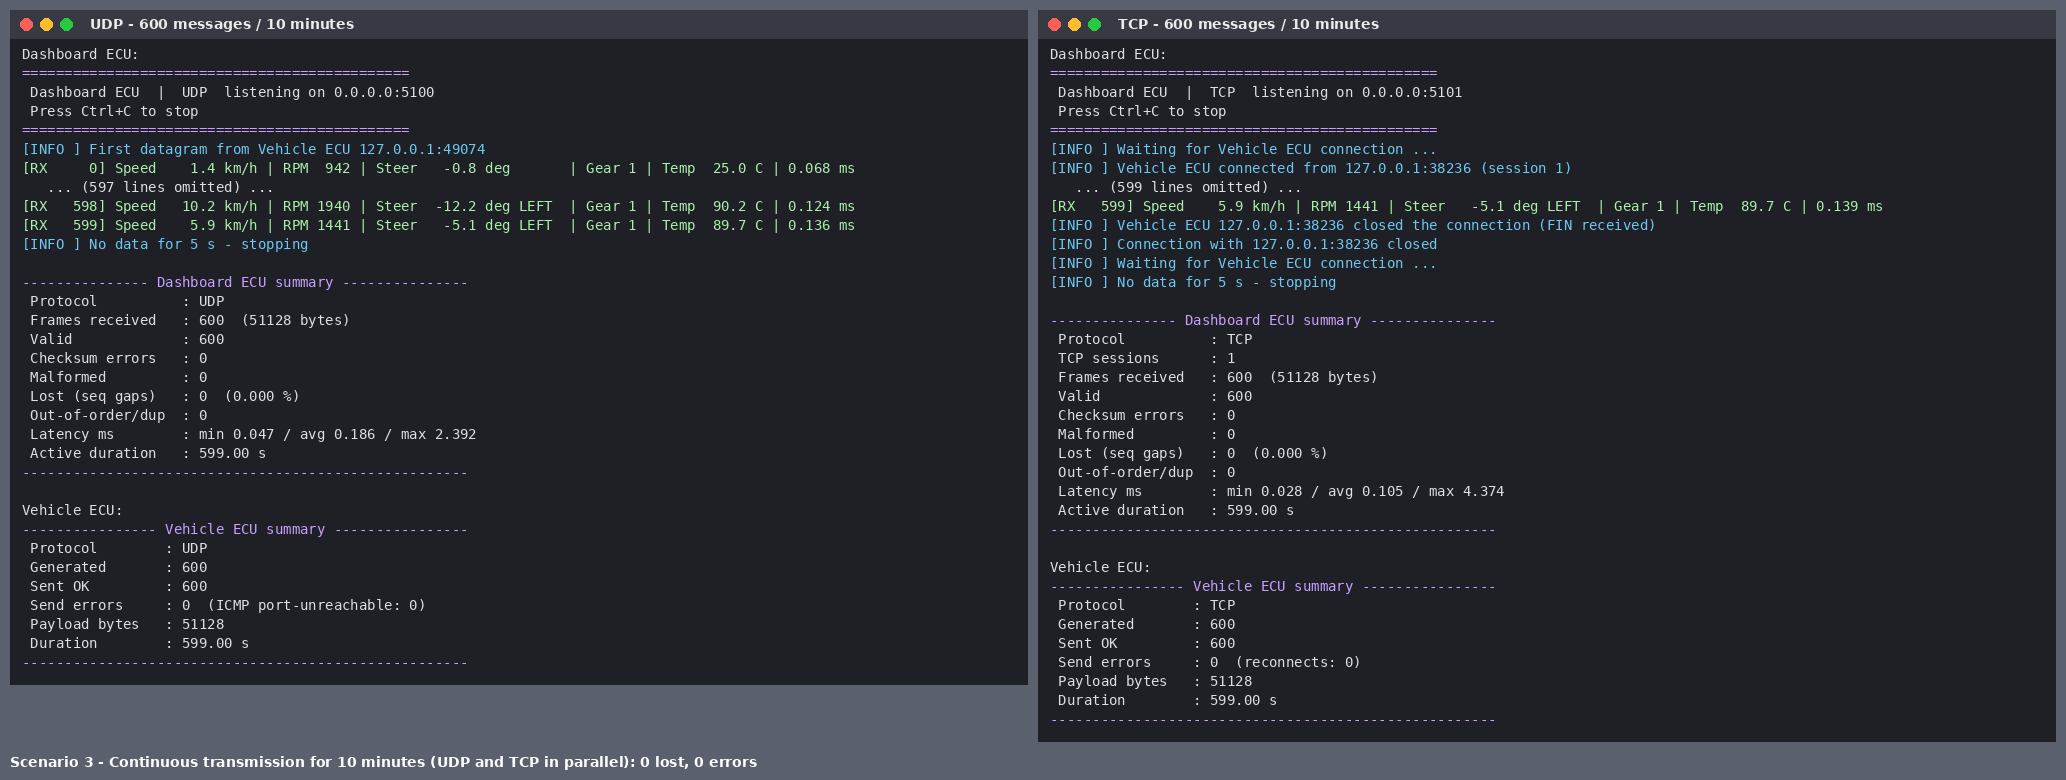 UDP - 600 messages / 10 minutes
Dashboard ECU:
==============================================
 Dashboard ECU  |  UDP  listening on 0.0.0.0:5100
 Press Ctrl+C to stop
==============================================
[INFO ] First datagram from Vehicle ECU 127.0.0.1:49074
[RX     0] Speed    1.4 km/h | RPM  942 | Steer   -0.8 deg       | Gear 1 | Temp  25.0 C | 0.068 ms
   ... (597 lines omitted) ...
[RX   598] Speed   10.2 km/h | RPM 1940 | Steer  -12.2 deg LEFT  | Gear 1 | Temp  90.2 C | 0.124 ms
[RX   599] Speed    5.9 km/h | RPM 1441 | Steer   -5.1 deg LEFT  | Gear 1 | Temp  89.7 C | 0.136 ms
[INFO ] No data for 5 s - stopping
--------------- Dashboard ECU summary ---------------
 Protocol          : UDP
 Frames received   : 600  (51128 bytes)
 Valid             : 600
 Checksum errors   : 0
 Malformed         : 0
 Lost (seq gaps)   : 0  (0.000 %)
 Out-of-order/dup  : 0
 Latency ms        : min 0.047 / avg 0.186 / max 2.392
 Active duration   : 599.00 s
-----------------------------------------------------
Vehicle ECU:
---------------- Vehicle ECU summary ----------------
 Protocol        : UDP
 Generated       : 600
 Sent OK         : 600
 Send errors     : 0  (ICMP port-unreachable: 0)
 Payload bytes   : 51128
 Duration        : 599.00 s
-----------------------------------------------------
TCP - 600 messages / 10 minutes
Dashboard ECU:
==============================================
 Dashboard ECU  |  TCP  listening on 0.0.0.0:5101
 Press Ctrl+C to stop
==============================================
[INFO ] Waiting for Vehicle ECU connection ...
[INFO ] Vehicle ECU connected from 127.0.0.1:38236 (session 1)
   ... (599 lines omitted) ...
[RX   599] Speed    5.9 km/h | RPM 1441 | Steer   -5.1 deg LEFT  | Gear 1 | Temp  89.7 C | 0.139 ms
[INFO ] Vehicle ECU 127.0.0.1:38236 closed the connection (FIN received)
[INFO ] Connection with 127.0.0.1:38236 closed
[INFO ] Waiting for Vehicle ECU connection ...
[INFO ] No data for 5 s - stopping
--------------- Dashboard ECU summary ---------------
 Protocol          : TCP
 TCP sessions      : 1
 Frames received   : 600  (51128 bytes)
 Valid             : 600
 Checksum errors   : 0
 Malformed         : 0
 Lost (seq gaps)   : 0  (0.000 %)
 Out-of-order/dup  : 0
 Latency ms        : min 0.028 / avg 0.105 / max 4.374
 Active duration   : 599.00 s
-----------------------------------------------------
Vehicle ECU:
---------------- Vehicle ECU summary ----------------
 Protocol        : TCP
 Generated       : 600
 Sent OK         : 600
 Send errors     : 0  (reconnects: 0)
 Payload bytes   : 51128
 Duration        : 599.00 s
-----------------------------------------------------
Scenario 3 - Continuous transmission for 10 minutes (UDP and TCP in parallel): 0 lost, 0 errors